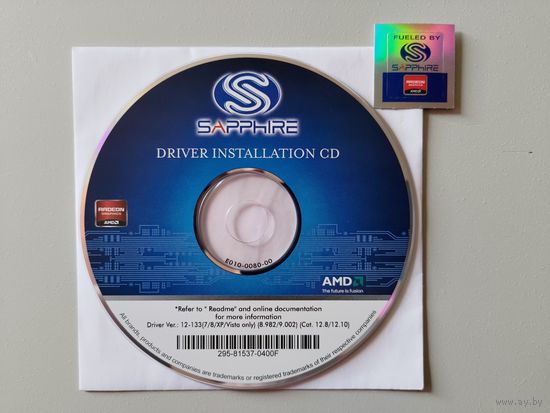 FUELED BY
SAPPHIRE
RADEON
GRAPHICS
AMD
SAPPHIRE
DRIVER INSTALLATION CD
RADEON
GRAPHICS
AMD
E010-0080-00
AMD
The future is fusion
*Refer to " Readme" and online documentation
for more information
Driver Ver.: 12-133(7/8/XP/Vista only) (8.982/9.002) (Cat. 12.8/12.10)
295-81537-0400F
All brands, products and companies are trademarks or registered trademarks of their respective companies
www.ay.by